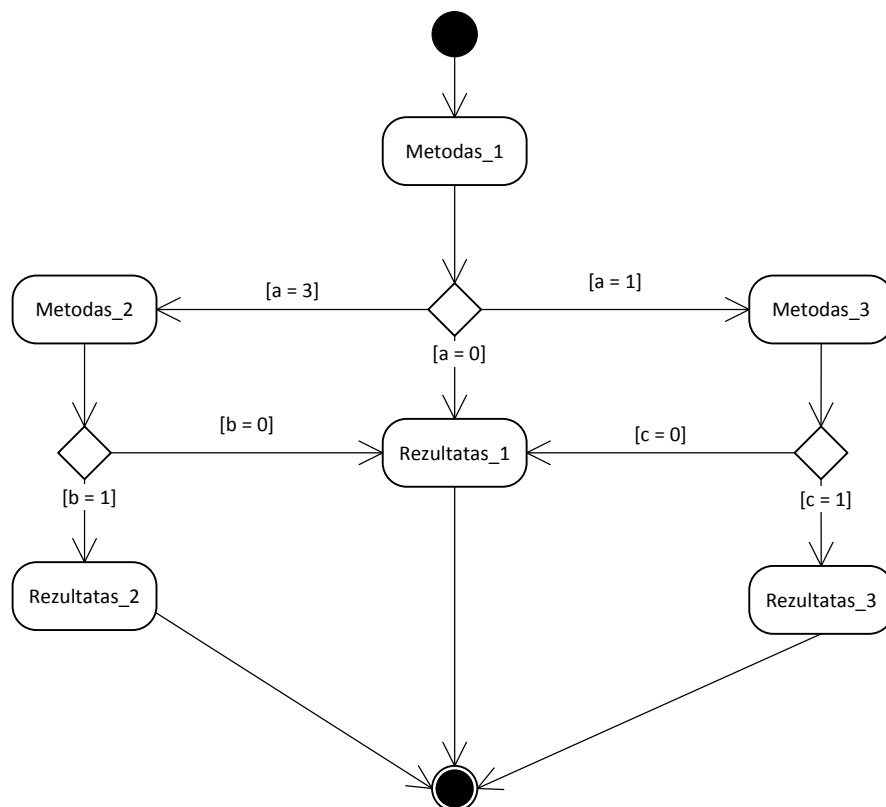 Metodas_1
[a = 3]
[a = 1]
Metodas_2
Metodas_3
[a = 0]
[b = 0]
[c = 0]
Rezultatas_1
[b = 1]
[c = 1]
Rezultatas_2
Rezultatas_3